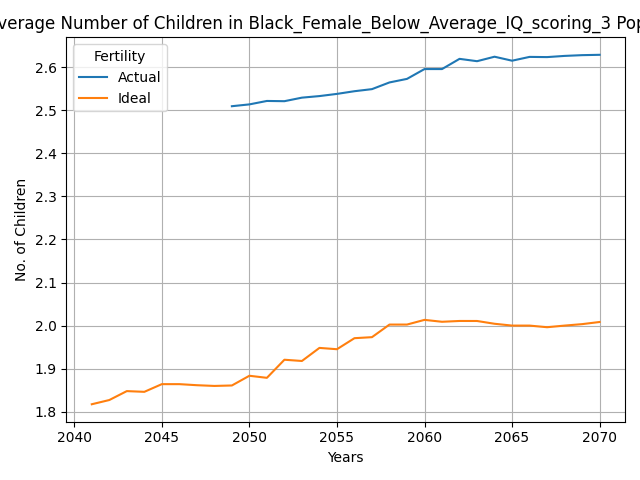 verage Number of Children in Black_Female_Below_Average_IQ_scoring_3 Pop
Fertility
Actual
Ideal
2.6
2.5
2.4
2.3
2.2
2.1
2.0
1.9
1.8
No. of Children
2040 2045 2050 2055 2060 2065 2070
Years